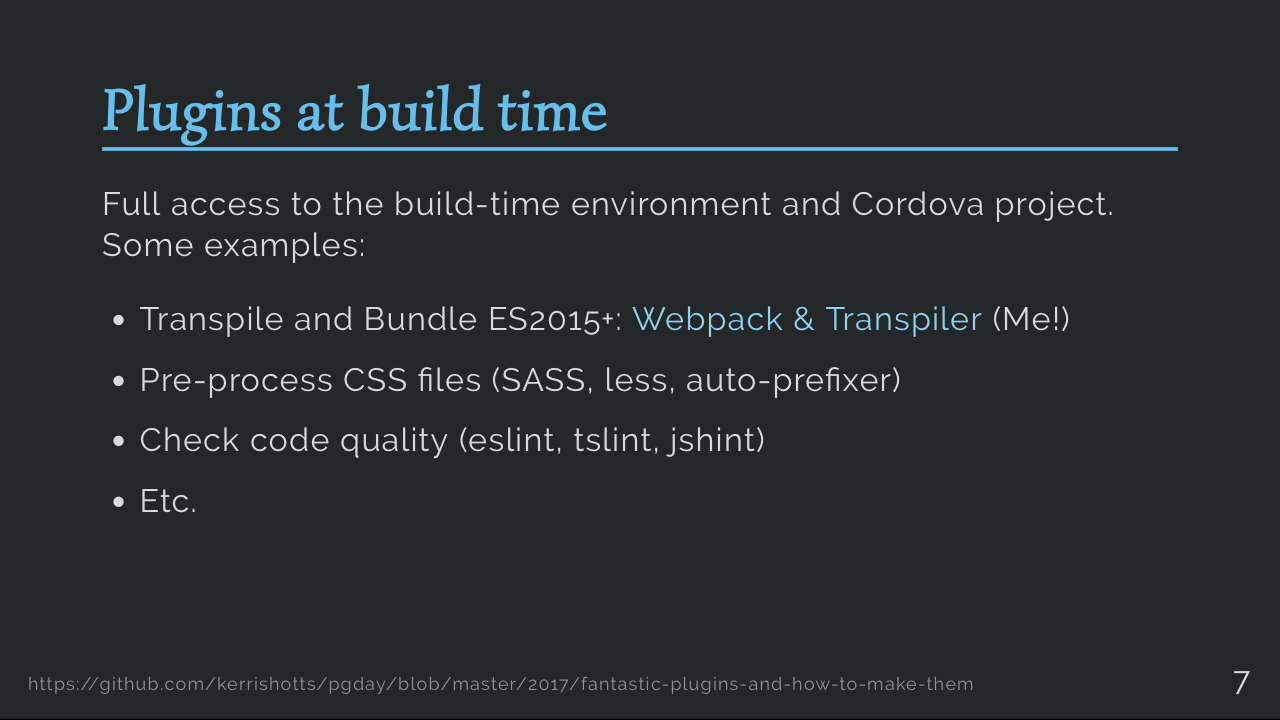 Plugins at build time
Full access to the build-time environment and Cordova project.
Some examples:
• Transpile and Bundle ES2015+: Webpack & Transpiler (Me!)
• Pre-process CSS files (SASS, less, auto-prefixer)
• Check code quality (eslint, tslint, jshint)
• Etc.
https://github.com/kerrishotts/pgday/blob/master/2017/fantastic-plugins-and-how-to-make-them
7